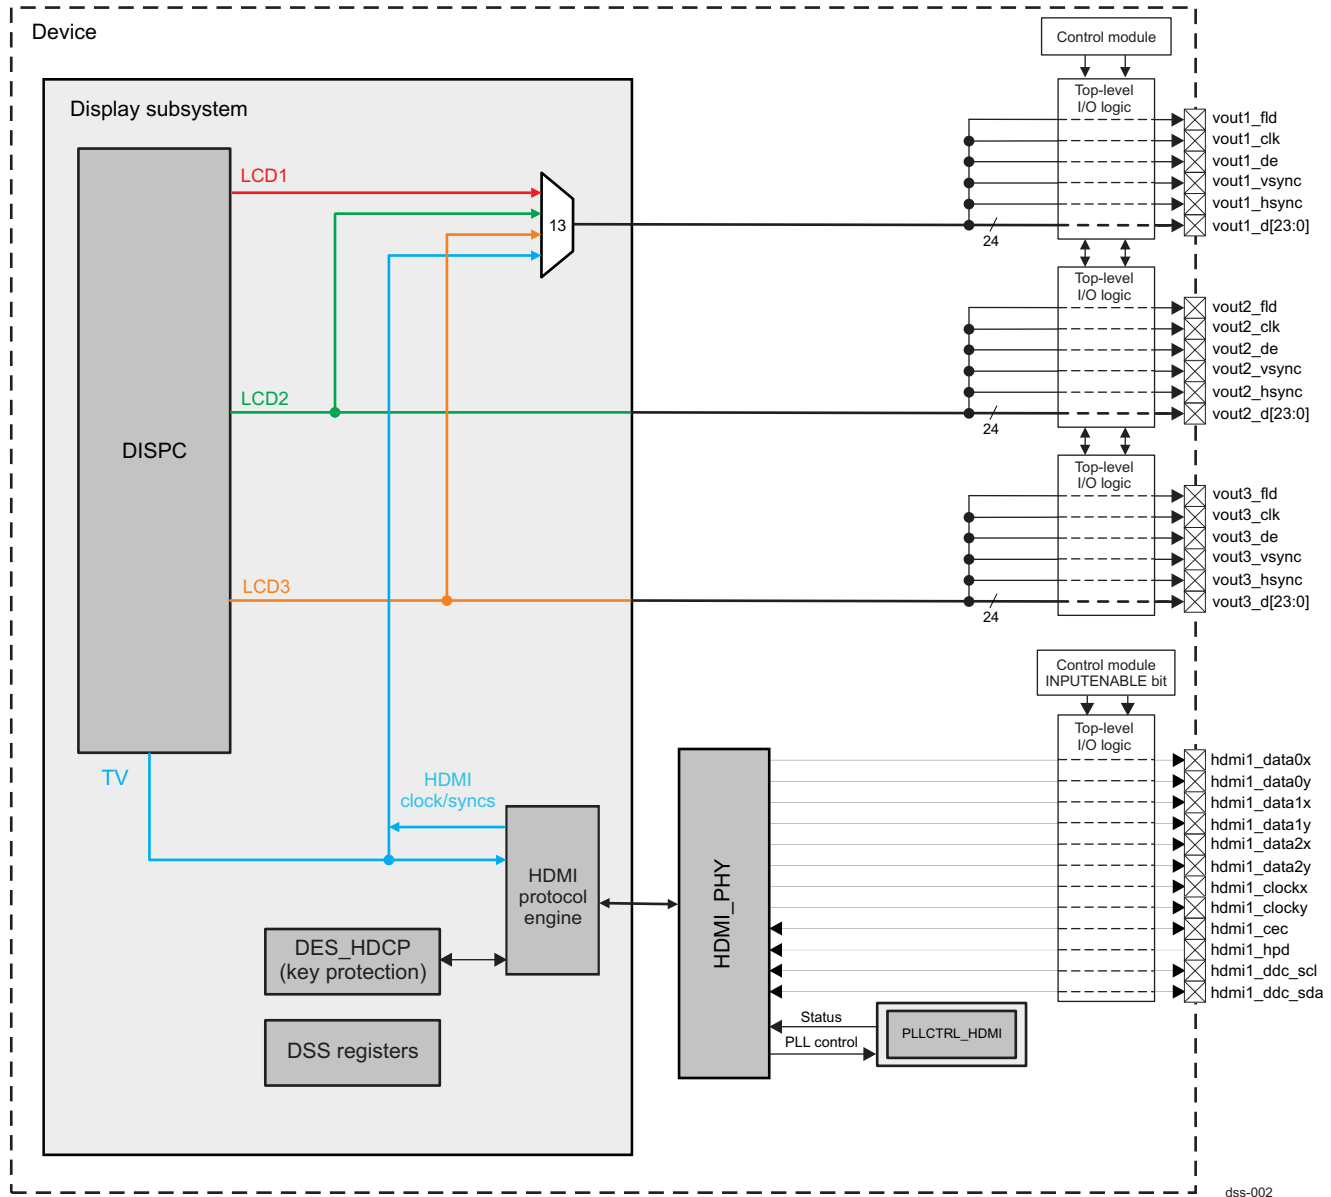 Device
Control module
Display subsystem
Top-level
I/O logic
vout1_fld
vout1_clk
vout1_de
vout1_vsync
vout1_hsync
vout1_d[23:0]
LCD1
13
24
Top-level
I/O logic
vout2_fld
vout2_clk
vout2_de
vout2_vsync
vout2_hsync
vout2_d[23:0]
LCD2
24
DISPC
Top-level
I/O logic
vout3_fld
vout3_clk
vout3_de
vout3_vsync
vout3_hsync
vout3_d[23:0]
LCD3
24
Control module
INPUTENABLE bit
Top-level
I/O logic
TV
HDMI
clock/syncs
HDMI
protocol
engine
HDMI_PHY
hdmi1_data0x
hdmi1_data0y
hdmi1_data1x
hdmi1_data1y
hdmi1_data2x
hdmi1_data2y
hdmi1_clockx
hdmi1_clocky
hdmi1_cec
hdmi1_hpd
hdmi1_ddc_scl
hdmi1_ddc_sda
DES_HDCP
(key protection)
Status
PLL control
PLLCTRL_HDMI
DSS registers
dss-002